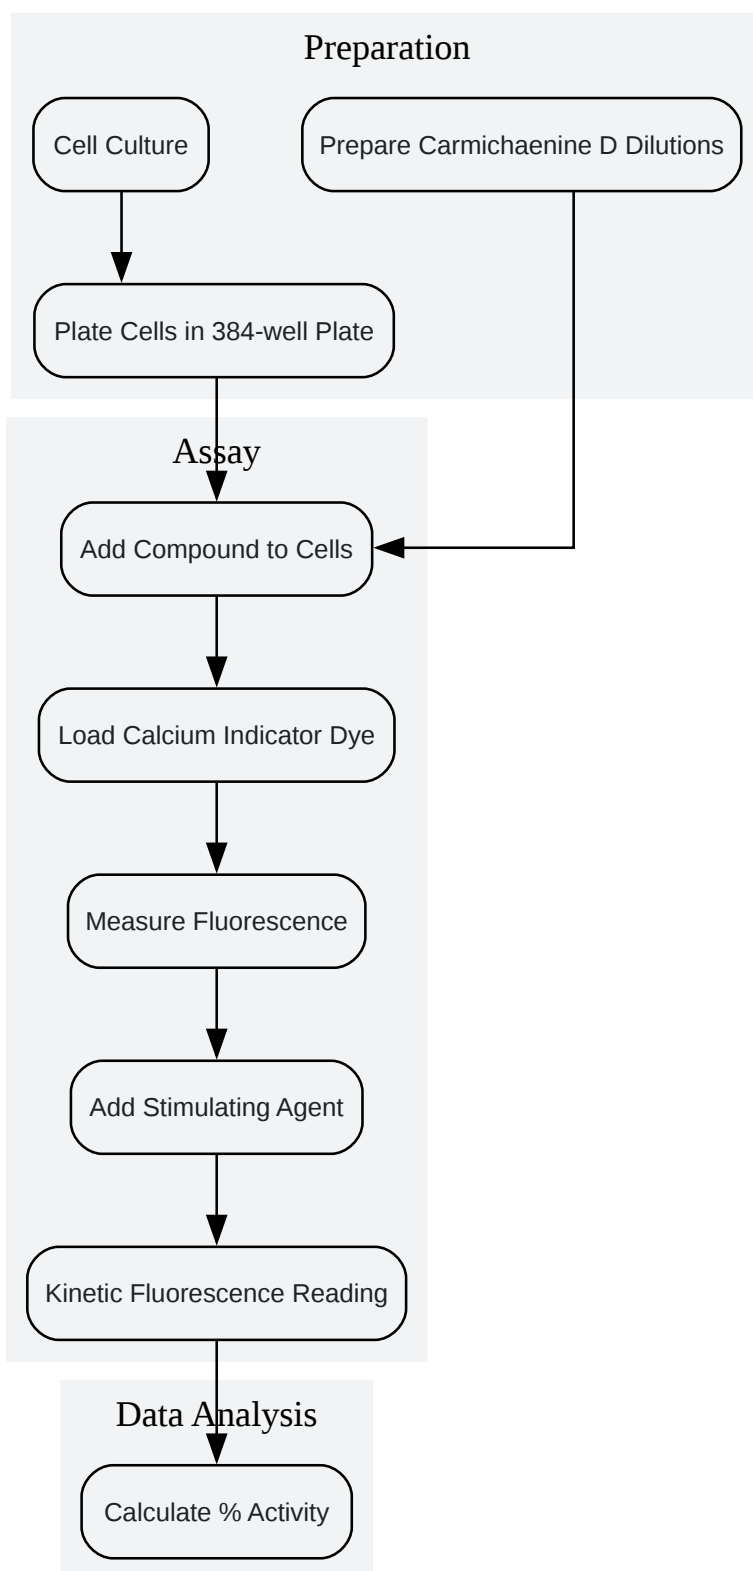 Preparation
Cell Culture
Prepare Carmichaenine D Dilutions
Plate Cells in 384-well Plate
Assay
Add Compound to Cells
Load Calcium Indicator Dye
Measure Fluorescence
Add Stimulating Agent
Kinetic Fluorescence Reading
Data Analysis
Calculate % Activity